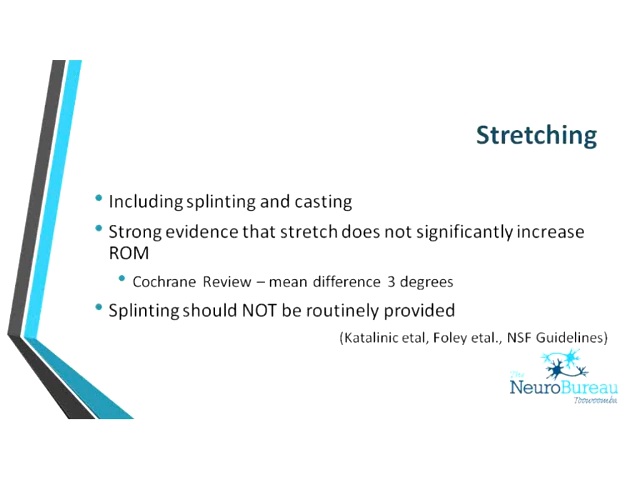 Stretching
• Including splinting and casting
• Strong evidence that stretch does not significantly increase
ROM
• Cochrane Review – mean difference 3 degrees
• Splinting should NOT be routinely provided
(Katalinic etal, Foley etal., NSF Guidelines)
The
NeuroBureau
Toowoomba